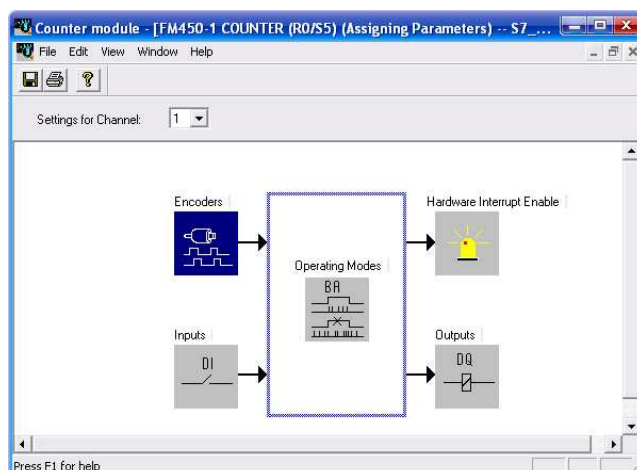 Counter module - [FM450-1 COUNTER (R0/S5) (Assigning Parameters) -- S7_...
File Edit View Window Help
Settings for Channel: 1
Encoders
Hardware Interrupt Enable
Operating Modes
BA
Inputs
DI
Outputs
DQ
Press F1 for help